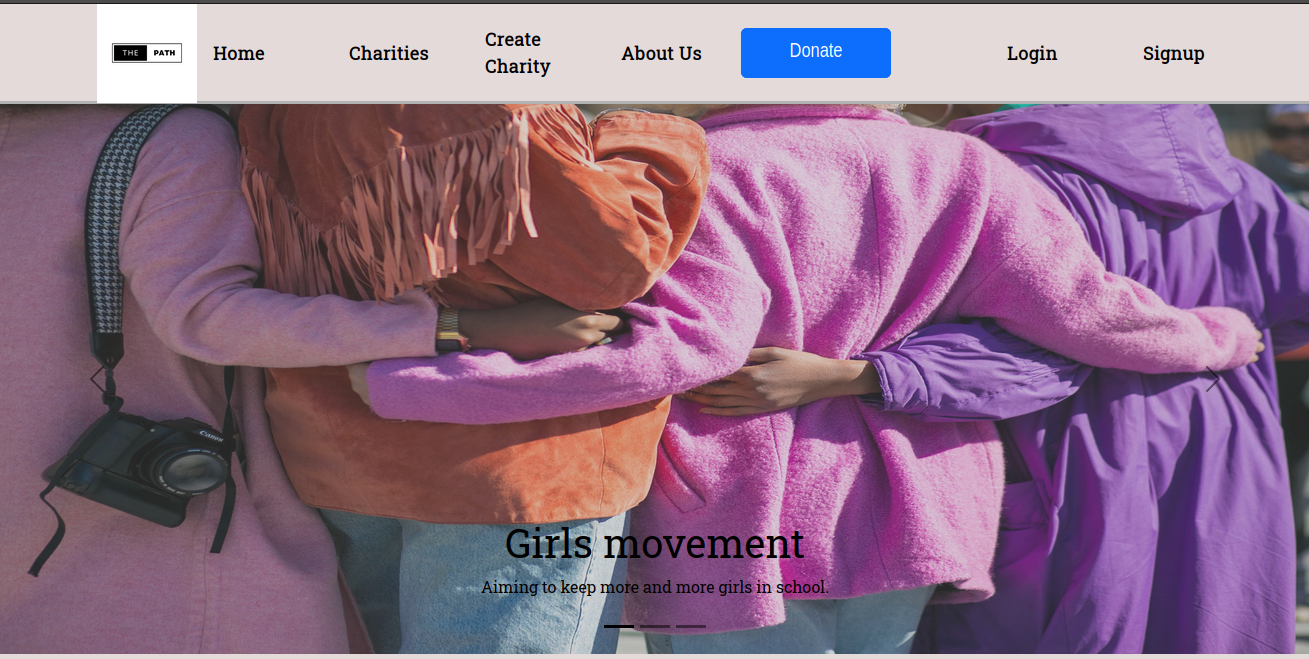 THE PATH
Home
Charities
Create
Charity
About Us
Donate
Login
Signup
Canon
Girls movement
Aiming to keep more and more girls in school.